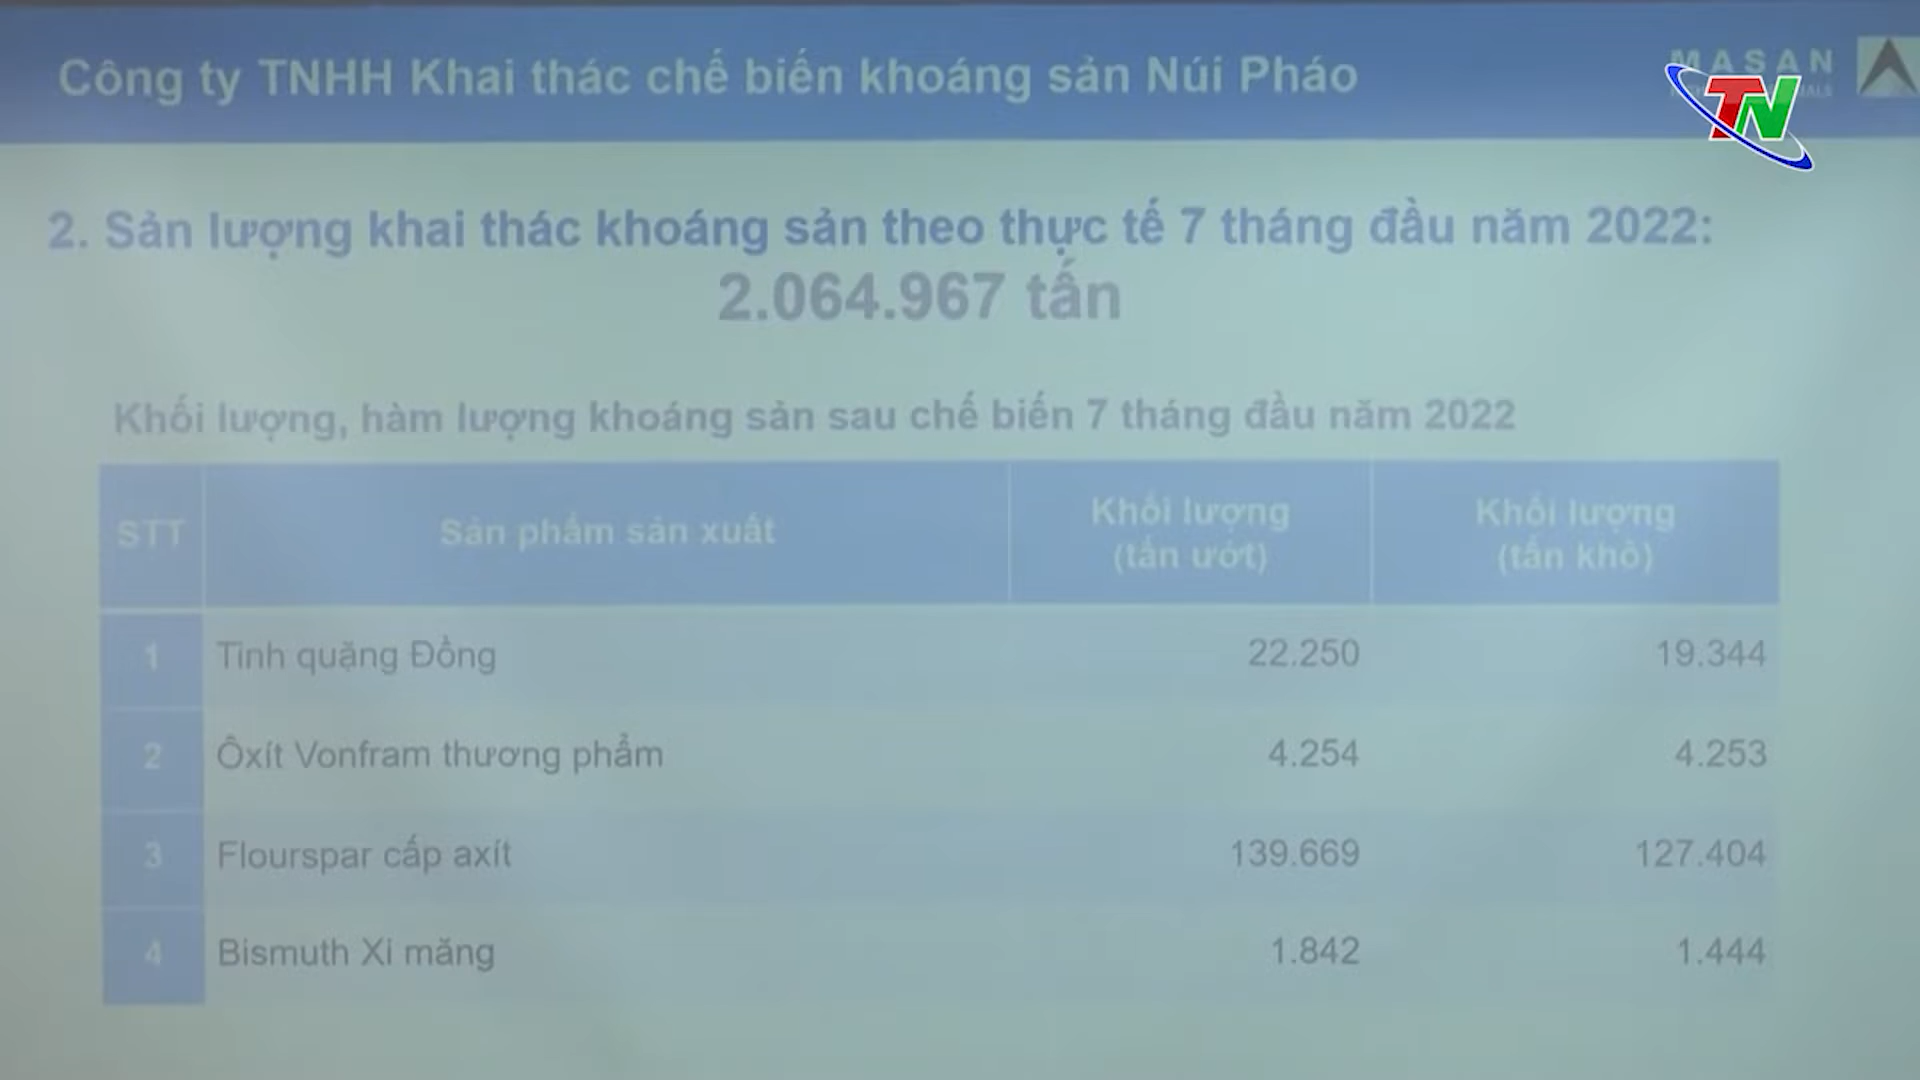 Công ty TNHH Khai thác chế biến khoáng sản Núi Pháo
MASAN
TN
2. Sản lượng khai thác khoáng sản theo thực tế 7 tháng đầu năm 2022:
2.064.967 tấn
Khối lượng, hàm lượng khoáng sản sau chế biến 7 tháng đầu năm 2022
STT Sản phẩm sản xuất Khối lượng (tấn ướt) Khối lượng (tấn khô)
1 Tinh quặng Đồng 22.250 19.344
2 Ôxít Vonfram thương phẩm 4.254 4.253
3 Flourspar cấp axít 139.669 127.404
4 Bismuth Xi măng 1.842 1.444